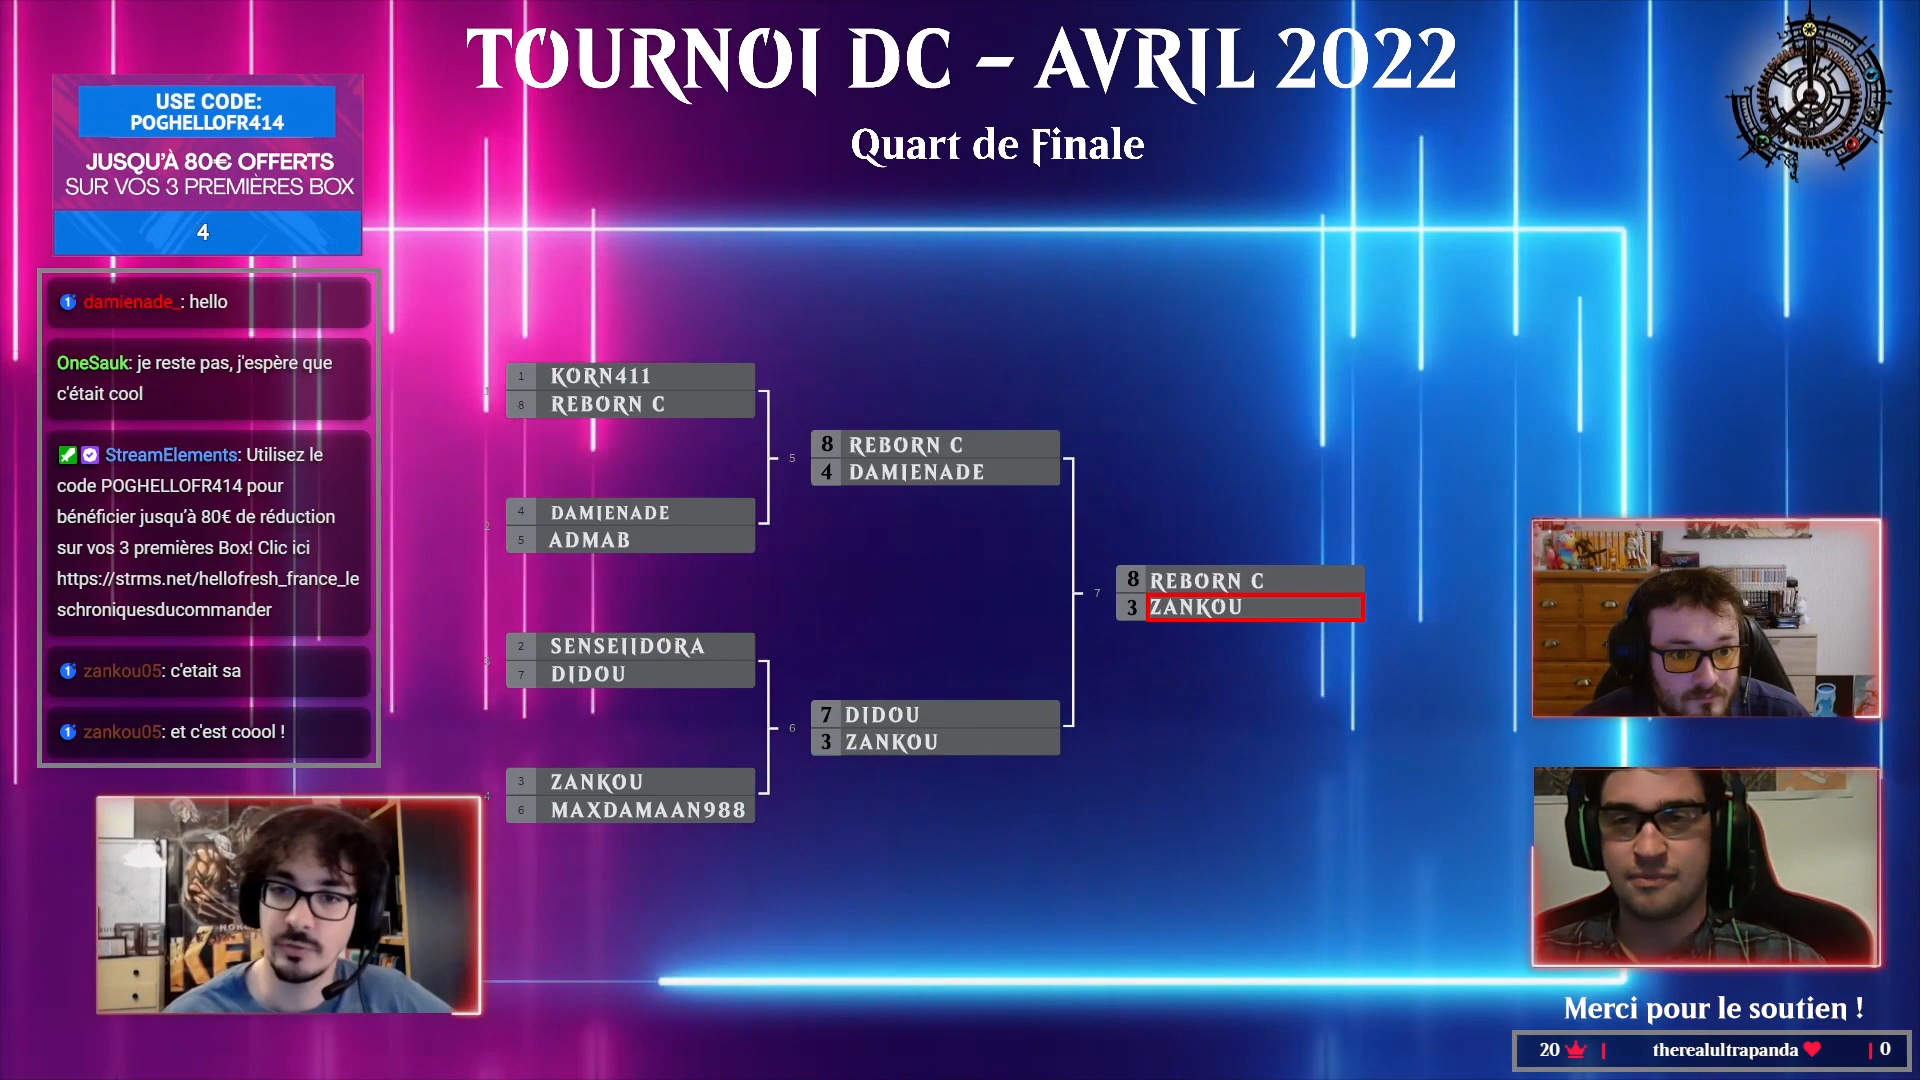 TOURNOI DC – AVRIL 2022
Quart de Finale
USE CODE:
POGHELLOFR414
JUSQU'À 80€ OFFERTS
SUR VOS 3 PREMIÈRES BOX
4
damienade_: hello
OneSauk: je reste pas, j'espère que
c'était cool
StreamElements: Utilisez le
code POGHELLOFR414 pour
bénéficier jusqu'à 80€ de réduction
sur vos 3 premières Box! Clic ici
https://strms.net/hellofresh_france_le
schroniquesducommander
zankou05: c'etait sa
zankou05: et c'est coool !
1 KORN411
8 REBORN C
2
4 DAMIENADE
5 ADMAB
2 SENSEIIDORA
7 DIDOU
4
3 ZANKOU
6 MAXDAMAAN988
5
8 REBORN C
4 DAMIENADE
6
7 DIDOU
3 ZANKOU
7
8 REBORN C
3 ZANKOU
Merci pour le soutien !
20 | therealultrapanda | 0